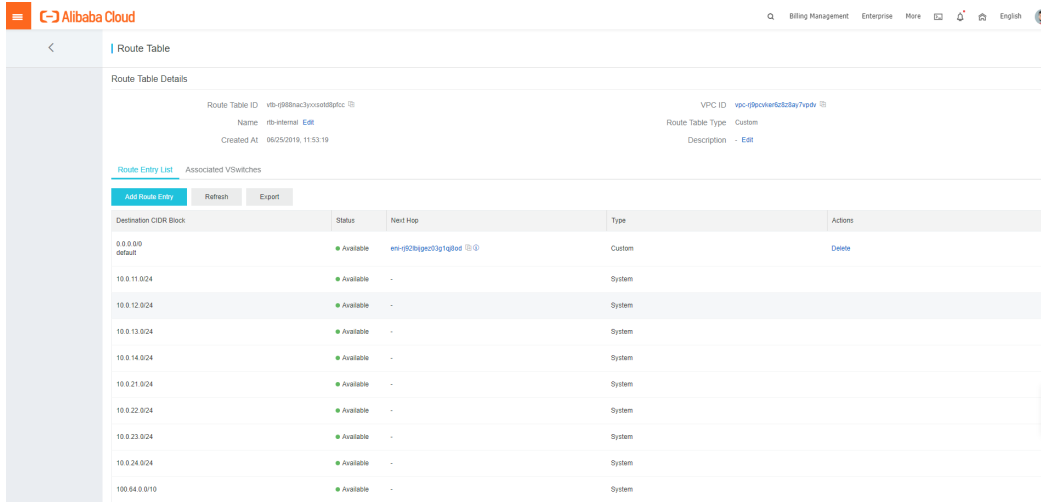 Alibaba Cloud
Billing Management Enterprise More English
Route Table
Route Table Details
Route Table ID vtb-rj988nac3yxxsotd8pfcc VPC ID vpc-rj9pcvker6z8z8ay7vpdv
Name rtb-internal Edit Route Table Type Custom
Created At 06/25/2019, 11:53:19 Description - Edit
Route Entry List Associated VSwitches
Add Route Entry Refresh Export
Destination CIDR Block Status Next Hop Type Actions
0.0.0.0/0
default
Available eni-rj92lbijgez03g1qj8od Custom Delete
10.0.11.0/24 Available - System
10.0.12.0/24 Available - System
10.0.13.0/24 Available - System
10.0.14.0/24 Available - System
10.0.21.0/24 Available - System
10.0.22.0/24 Available - System
10.0.23.0/24 Available - System
10.0.24.0/24 Available - System
100.64.0.0/10 Available - System